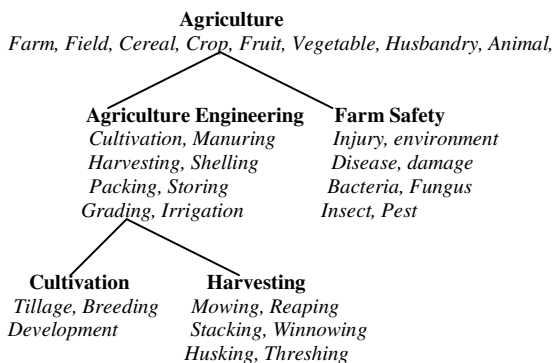 Agriculture
Farm, Field, Cereal, Crop, Fruit, Vegetable, Husbandry, Animal,
Agriculture Engineering
Cultivation, Manuring
Harvesting, Shelling
Packing, Storing
Grading, Irrigation
Farm Safety
Injury, environment
Disease, damage
Bacteria, Fungus
Insect, Pest
Cultivation
Tillage, Breeding
Development
Harvesting
Mowing, Reaping
Stacking, Winnowing
Husking, Threshing